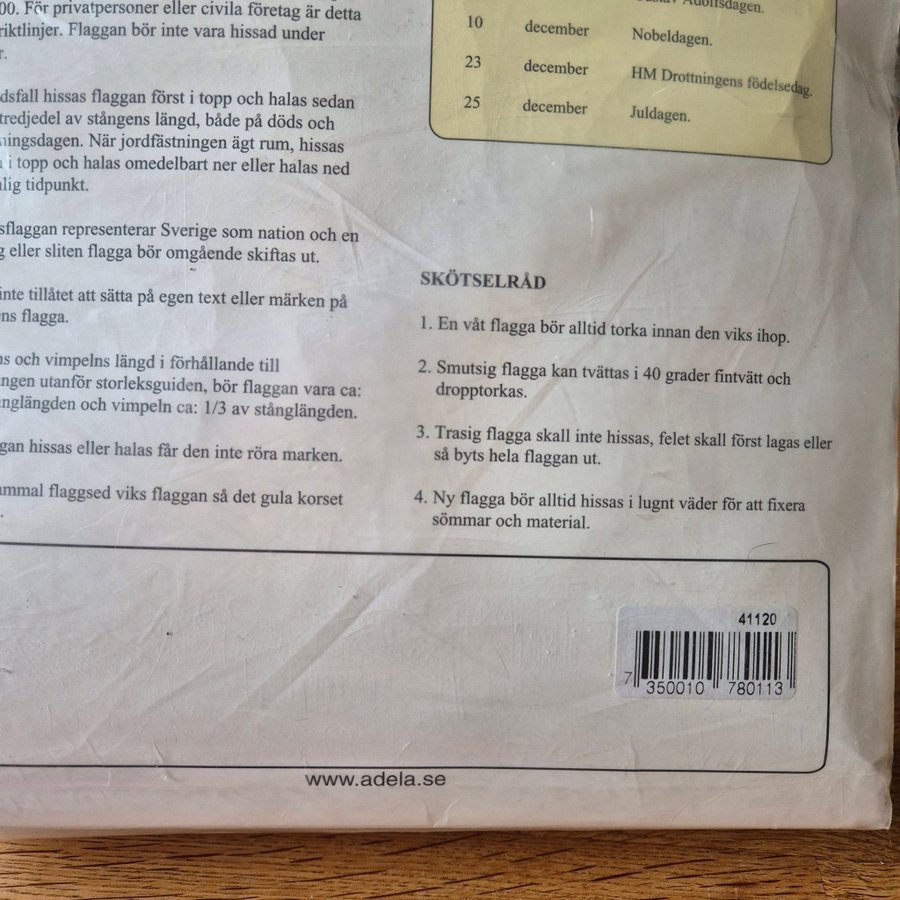 00. För privatpersoner eller civila företag är detta
riktlinjer. Flaggan bör inte vara hissad under
r.
dsfall hissas flaggan först i topp och halas sedan
tredjedel av stångens längd, både på döds och
ningsdagen. När jordfästningen ägt rum, hissas
i topp och halas omedelbart ner eller halas ned
lig tidpunkt.
sflaggan representerar Sverige som nation och en
g eller sliten flagga bör omgående skiftas ut.
inte tillåtet att sätta på egen text eller märken på
ns flagga.
ns och vimpelns längd i förhållande till
ngen utanför storleksguiden, bör flaggan vara ca:
nglängden och vimpeln ca: 1/3 av stånglängden.
gan hissas eller halas får den inte röra marken.
ammal flaggsed viks flaggan så det gula korset
.
Gustav Adolfsdagen.
10 december Nobeldagen.
23 december HM Drottningens födelsedag.
25 december Juldagen.
SKÖTSELRÅD
1. En våt flagga bör alltid torka innan den viks ihop.
2. Smutsig flagga kan tvättas i 40 grader fintvätt och
dropptorkas.
3. Trasig flagga skall inte hissas, felet skall först lagas eller
så byts hela flaggan ut.
4. Ny flagga bör alltid hissas i lugnt väder för att fixera
sömmar och material.
41120
7 350010 780113
www.adela.se